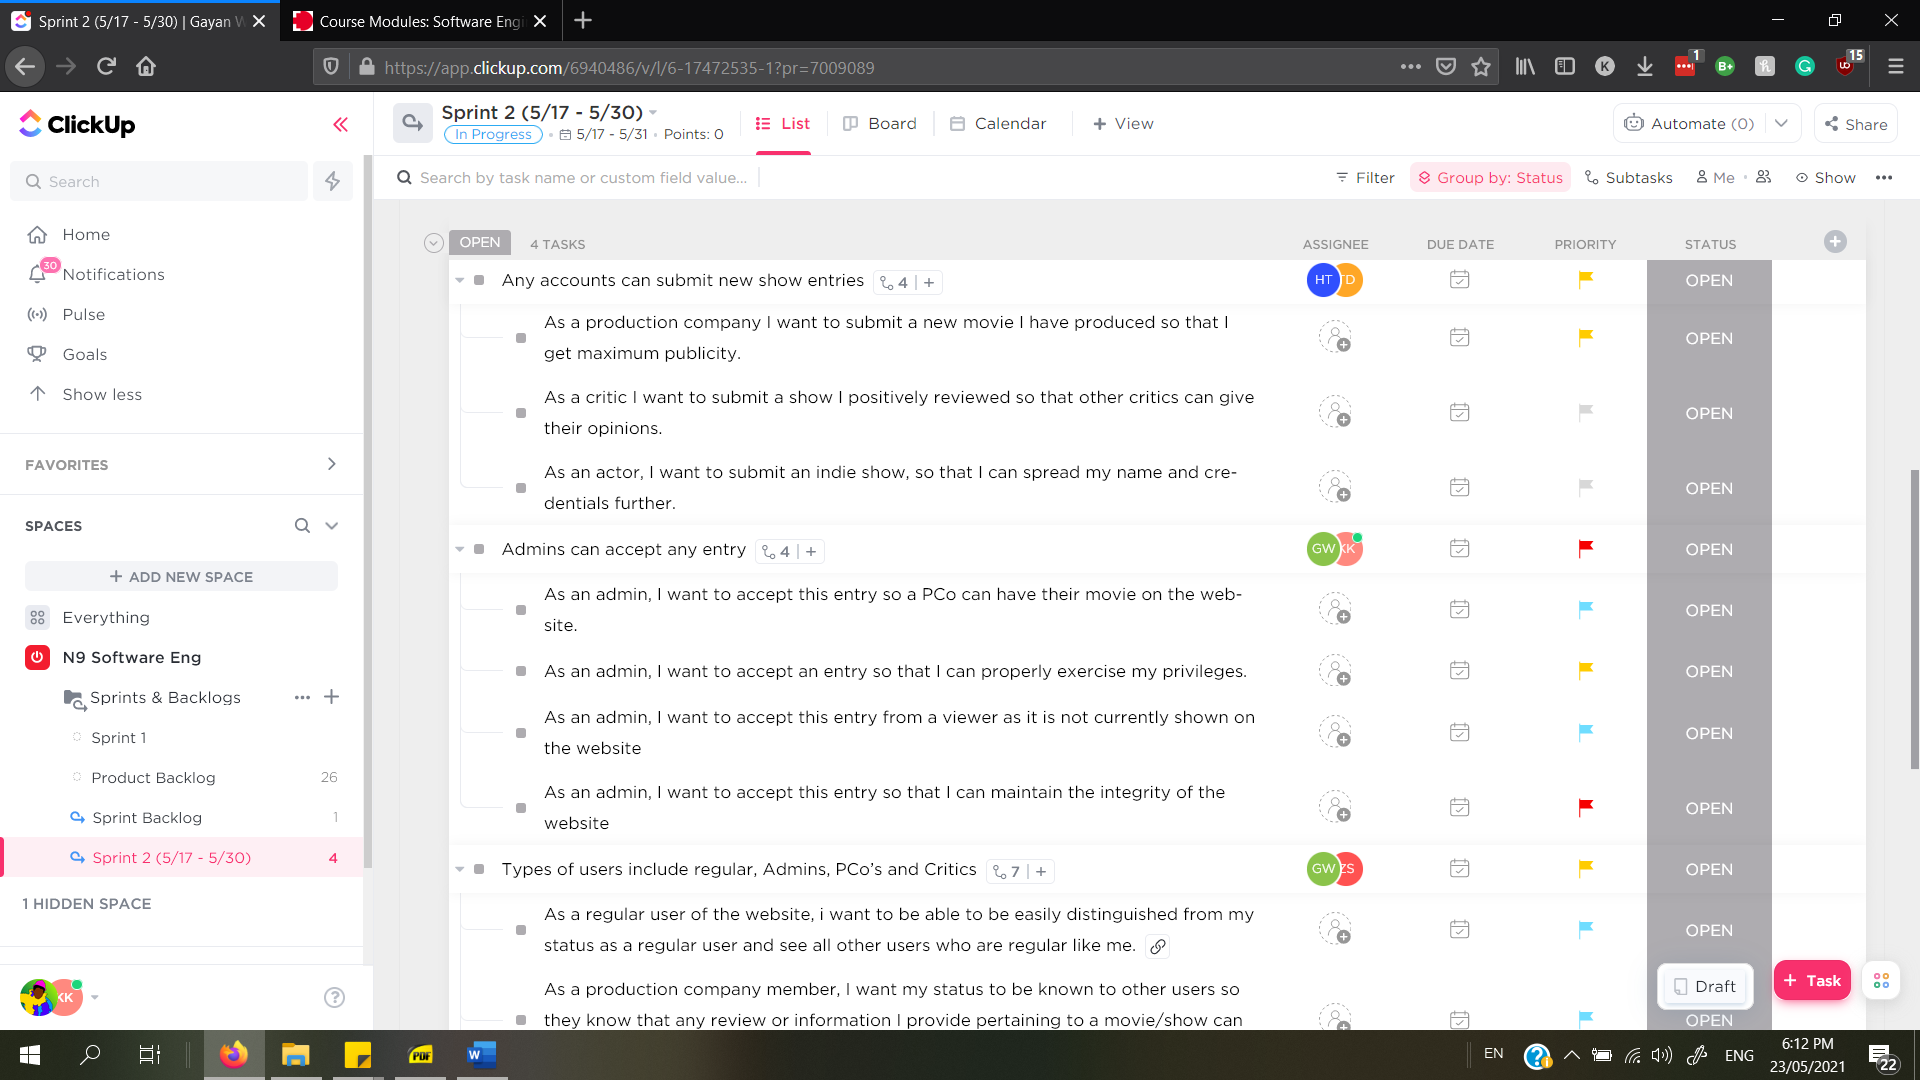 Sprint 2 (5/17 - 5/30) | Gayan W
Course Modules: Software Engi
https://app.clickup.com/6940486/v/l/6-17472535-1?pr=7009089
1
15
ClickUp
Search
Home
30
Notifications
Pulse
Goals
Show less
FAVORITES
SPACES
+ ADD NEW SPACE
Everything
N9 Software Eng
Sprints & Backlogs
Sprint 1
Product Backlog 26
Sprint Backlog 1
Sprint 2 (5/17 - 5/30) 4
1 HIDDEN SPACE
KK
Sprint 2 (5/17 - 5/30)
In Progress 5/17 - 5/31 Points: 0
List
Board
Calendar
+ View
Automate (0)
Share
Search by task name or custom field value...
Filter
Group by: Status
Subtasks
Me
Show
OPEN 4 TASKS ASSIGNEE DUE DATE PRIORITY STATUS
Any accounts can submit new show entries 4 + HT TD OPEN
As a production company I want to submit a new movie I have produced so that I
get maximum publicity.
OPEN
As a critic I want to submit a show I positively reviewed so that other critics can give
their opinions.
OPEN
As an actor, I want to submit an indie show, so that I can spread my name and cre-
dentials further.
OPEN
Admins can accept any entry 4 + GW KK OPEN
As an admin, I want to accept this entry so a PCo can have their movie on the web-
site.
OPEN
As an admin, I want to accept an entry so that I can properly exercise my privileges. OPEN
As an admin, I want to accept this entry from a viewer as it is not currently shown on
the website
OPEN
As an admin, I want to accept this entry so that I can maintain the integrity of the
website
OPEN
Types of users include regular, Admins, PCo's and Critics 7 + GW ZS OPEN
As a regular user of the website, i want to be able to be easily distinguished from my
status as a regular user and see all other users who are regular like me.
OPEN
As a production company member, I want my status to be known to other users so
they know that any review or information I provide pertaining to a movie/show can
OPEN
Draft
+ Task
PDF
EN
ENG
6:12 PM
23/05/2021
22